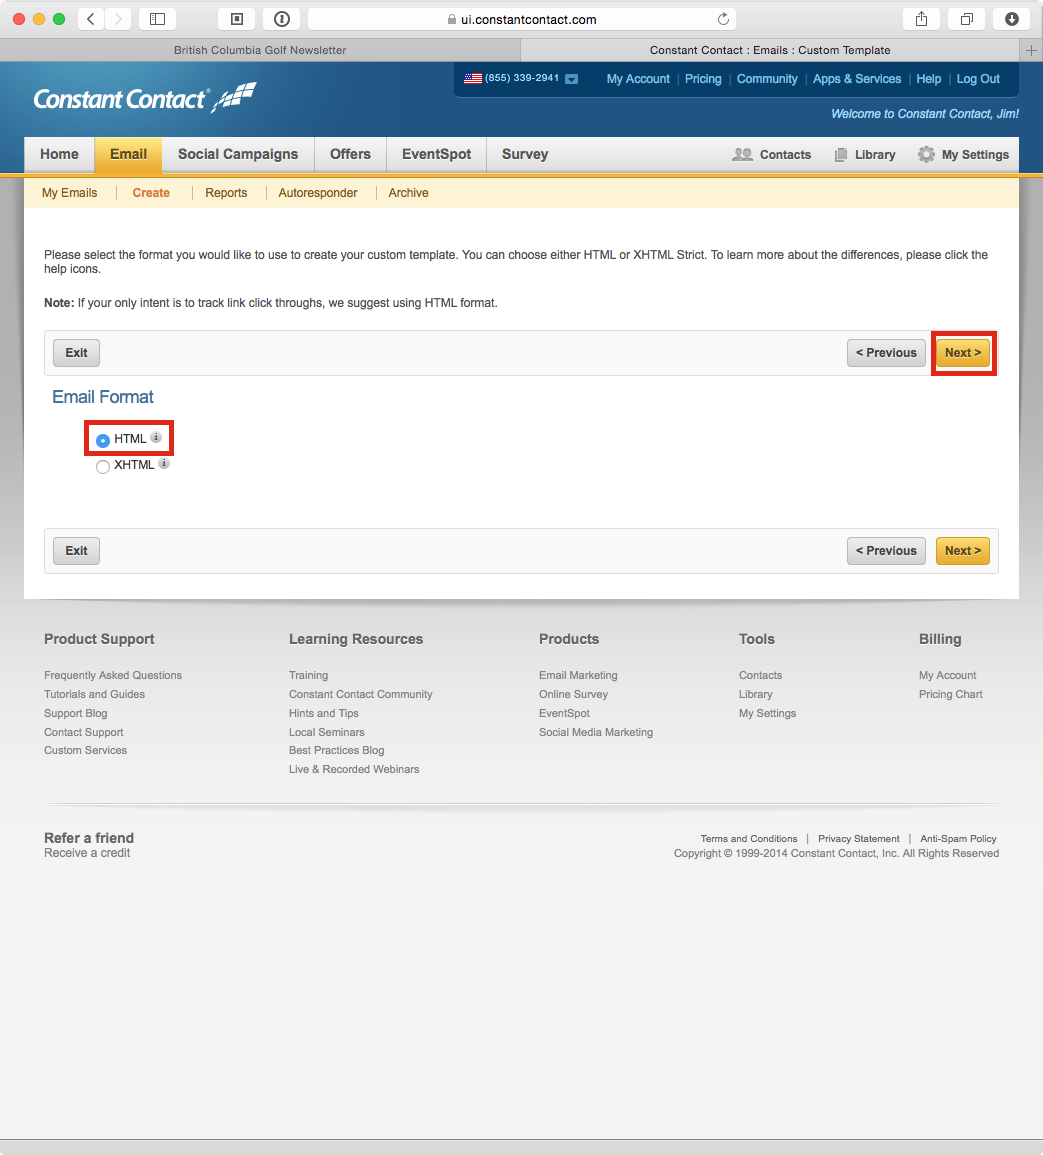 ui.constantcontact.com
British Columbia Golf Newsletter
Constant Contact : Emails : Custom Template
Constant Contact®
(855) 339-2941
My Account | Pricing | Community | Apps & Services | Help | Log Out
Welcome to Constant Contact, Jim!
Home
Email
Social Campaigns
Offers
EventSpot
Survey
Contacts
Library
My Settings
My Emails
Create
Reports
Autoresponder
Archive
Please select the format you would like to use to create your custom template. You can choose either HTML or XHTML Strict. To learn more about the differences, please click the
help icons.
Note: If your only intent is to track link click throughs, we suggest using HTML format.
Exit
< Previous
Next >
Email Format
HTML i
XHTML i
Exit
< Previous
Next >
Product Support
Frequently Asked Questions
Tutorials and Guides
Support Blog
Contact Support
Custom Services
Learning Resources
Training
Constant Contact Community
Hints and Tips
Local Seminars
Best Practices Blog
Live & Recorded Webinars
Products
Email Marketing
Online Survey
EventSpot
Social Media Marketing
Tools
Contacts
Library
My Settings
Billing
My Account
Pricing Chart
Refer a friend
Receive a credit
Terms and Conditions | Privacy Statement | Anti-Spam Policy
Copyright © 1999-2014 Constant Contact, Inc. All Rights Reserved